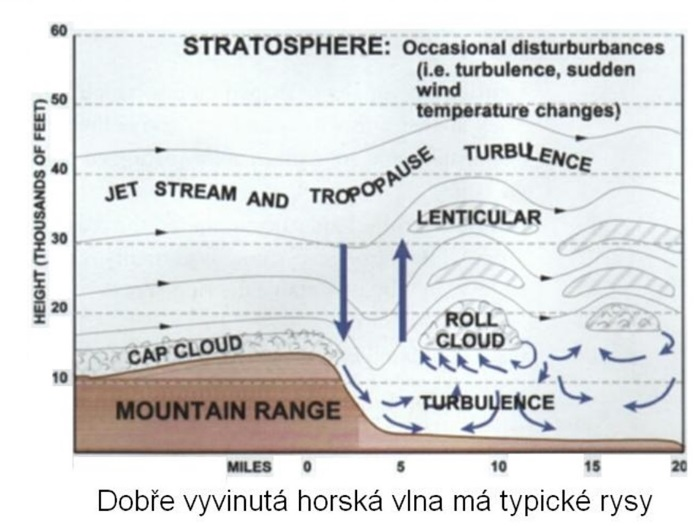 60
STRATOSPHERE: Occasional disturburbances
(i.e. turbulence, sudden
wind
temperature changes)
50
40
TURBULENCE
JET STREAM AND TROPOPAUSE
LENTICULAR
30
20
ROLL
CLOUD
CAP CLOUD
10
MOUNTAIN RANGE
TURBULENCE
HEIGHT (THOUSANDS OF FEET)
MILES 0 5 10 15 20
Dobře vyvinutá horská vlna má typické rysy